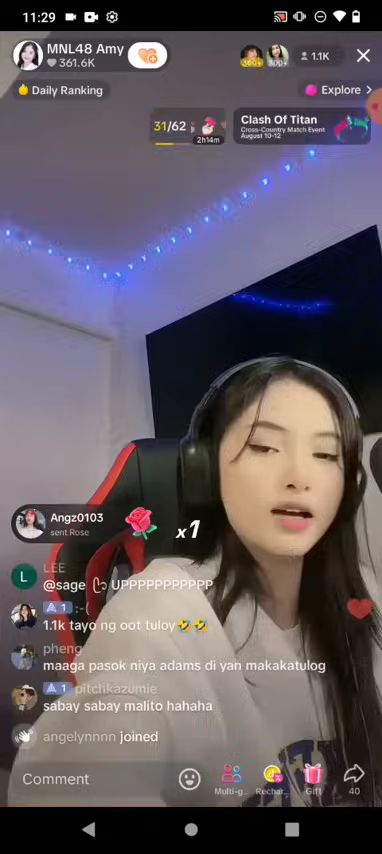 11:29
MNL48 Amy
361.6K
1.1K
Daily Ranking
Explore
31/62
2h14m
Clash Of Titan
Cross-Country Match Event
August 10-12
Angz0103
sent Rose
x1
LEE
L
@sage UPPPPPPPPPPP
1 :-(
1.1k tayo ng oot tuloy🤣🤣
pheng
maaga pasok niya adams di yan makakatulog
1 pitchkazumie
sabay sabay malito hahaha
angelynnnn joined
Comment
Multi-g...
Rechar...
Gift
40